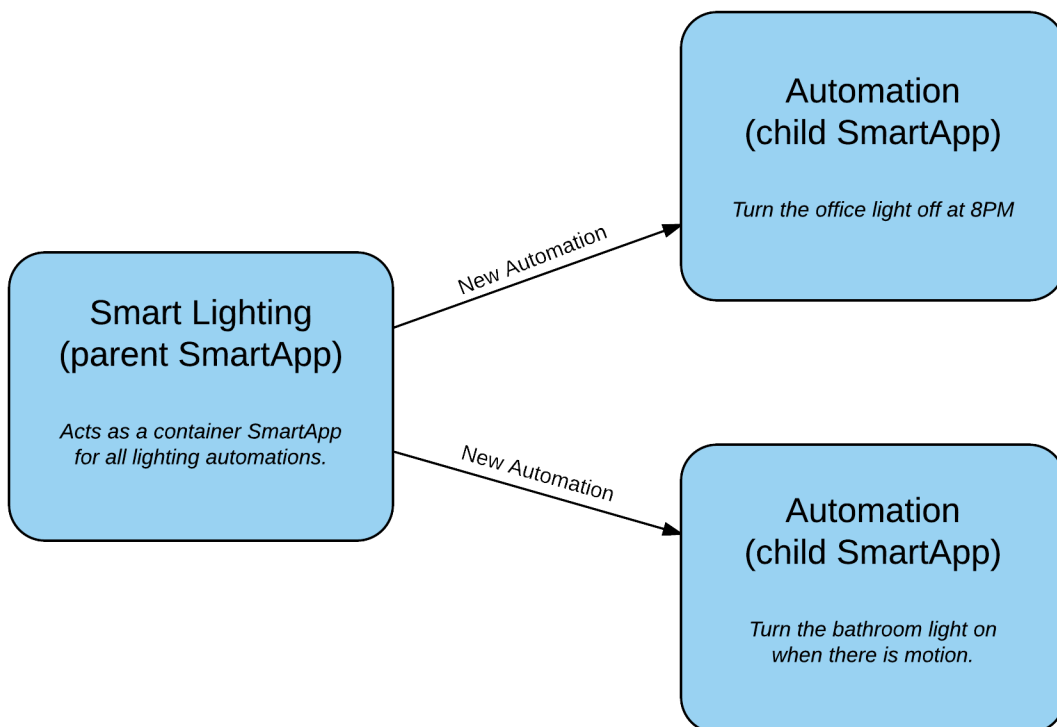 Automation
(child SmartApp)
Turn the office light off at 8PM
New Automation
Smart Lighting
(parent SmartApp)
Acts as a container SmartApp
for all lighting automations.
New Automation
Automation
(child SmartApp)
Turn the bathroom light on
when there is motion.